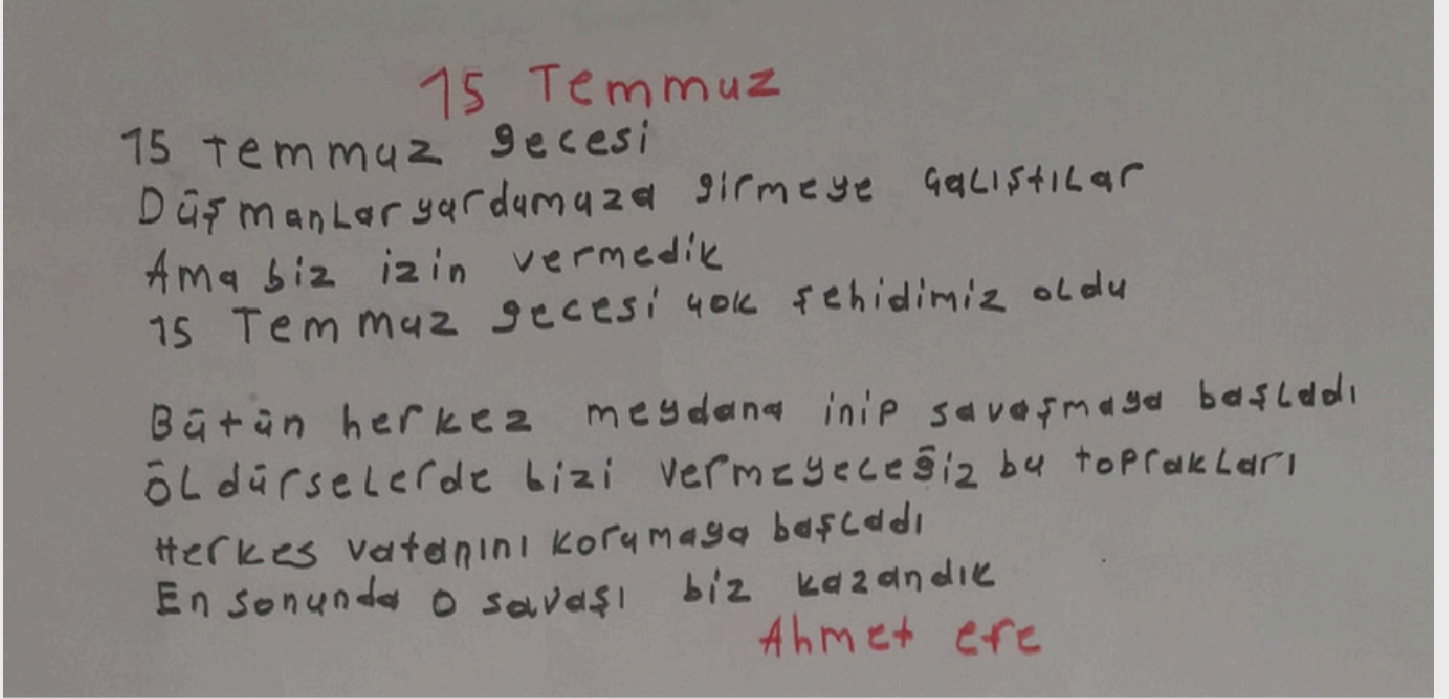 15 Temmuz
15 temmuz gecesi
Düşmanlar yurdumuza girmeye çalıştılar
Ama biz izin vermedik
15 Temmuz gecesi çok şehidimiz oldu
Bütün herkez meydana inip savaşmaya başladı
öldürselerde bizi vermeyeceğiz bu toprakları
Herkes vatanını korumaya başladı
En sonunda o savaşı biz kazandık
Ahmet efe